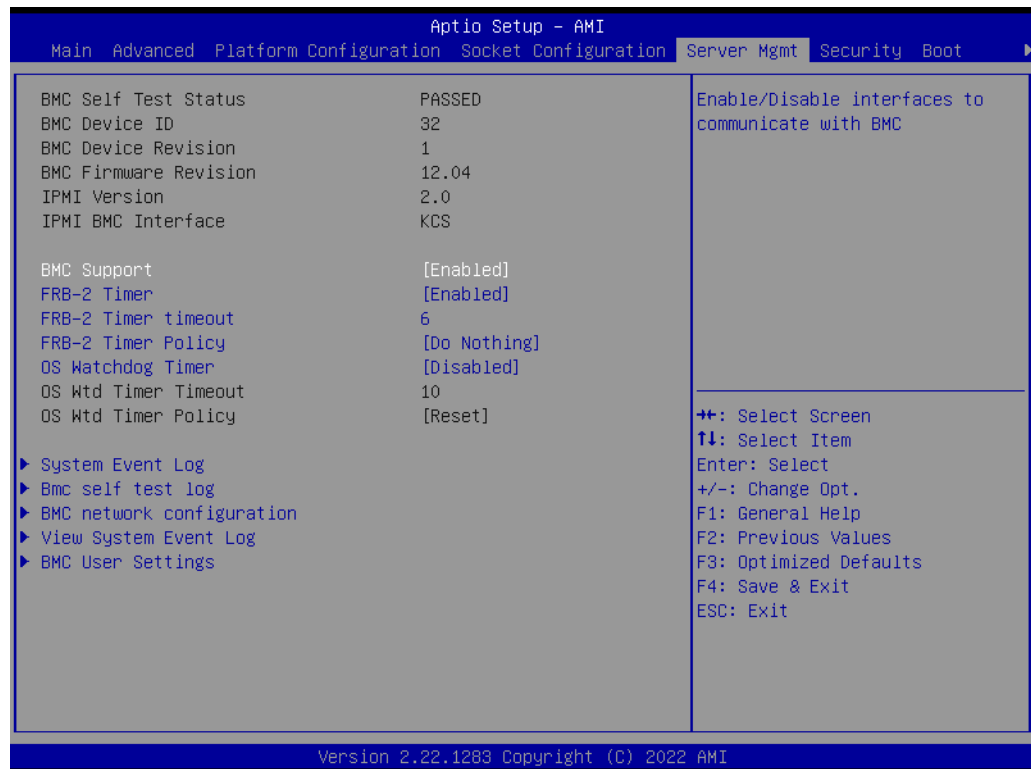 Aptio Setup – AMI
Main Advanced Platform Configuration Socket Configuration Server Mgmt Security Boot
BMC Self Test Status PASSED
BMC Device ID 32
BMC Device Revision 1
BMC Firmware Revision 12.04
IPMI Version 2.0
IPMI BMC Interface KCS
BMC Support [Enabled]
FRB-2 Timer [Enabled]
FRB-2 Timer timeout 6
FRB-2 Timer Policy [Do Nothing]
OS Watchdog Timer [Disabled]
OS Wtd Timer Timeout 10
OS Wtd Timer Policy [Reset]
System Event Log
Bmc self test log
BMC network configuration
View System Event Log
BMC User Settings
Enable/Disable interfaces to
communicate with BMC
→←: Select Screen
↑↓: Select Item
Enter: Select
+/-: Change Opt.
F1: General Help
F2: Previous Values
F3: Optimized Defaults
F4: Save & Exit
ESC: Exit
Version 2.22.1283 Copyright (C) 2022 AMI